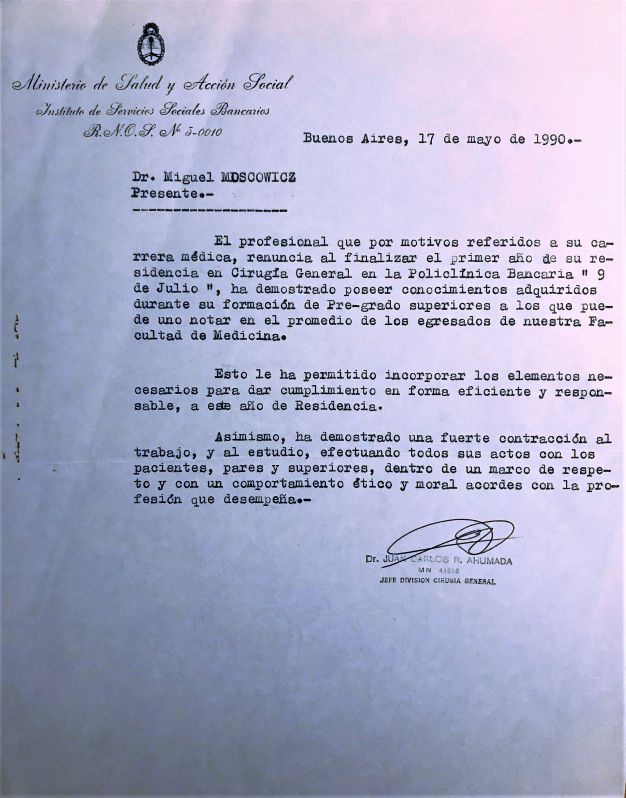 Ministerio de Salud y Acción Social
Instituto de Servicios Sociales Bancarios
R.N.O.S. Nº 3-0010
Buenos Aires, 17 de mayo de 1990.-
Dr. Miguel MOSCOWICZ
Presente.-
--------------------
El profesional que por motivos referidos a su ca-
rrera médica, renuncia al finalizar el primer año de su re-
sidencia en Cirugía General en la Policlínica Bancaria " 9
de Julio ", ha demostrado poseer conocimientos adquiridos
durante su formación de Pre-grado superiores a los que pue-
de uno notar en el promedio de los egresados de nuestra Fa-
cultad de Medicina.
Esto le ha permitido incorporar los elementos ne-
cesarios para dar cumplimiento en forma eficiente y respon-
sable, a este año de Residencia.
Asimismo, ha demostrado una fuerte contracción al
trabajo, y al estudio, efectuando todos sus actos con los
pacientes, pares y superiores, dentro de un marco de respe-
to y con un comportamiento ético y moral acordes con la pro-
fesión que desempeña.-
Dr. JUAN CARLOS R. AHUMADA
MN
JEFE DIVISION CIRUGIA GENERAL